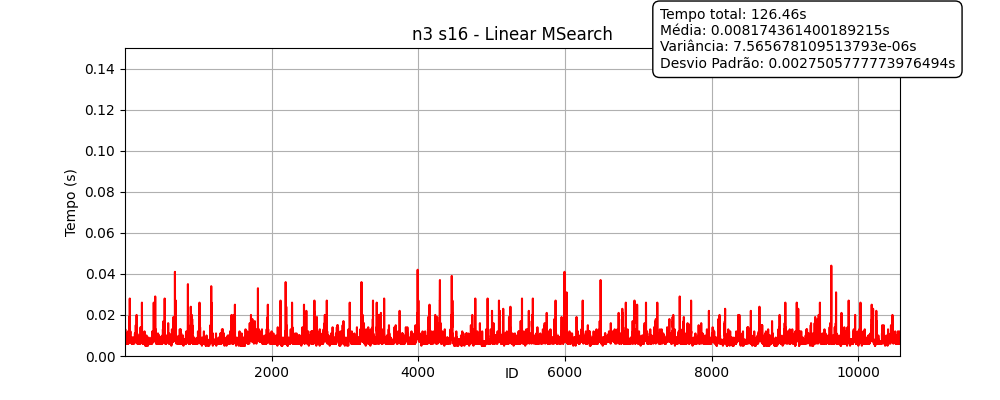 n3 s16 - Linear MSearch
Tempo total: 126.46s
Média: 0.008174361400189215s
Variância: 7.565678109513793e-06s
Desvio Padrão: 0.0027505777773976494s
Tempo (s)
0.14
0.12
0.10
0.08
0.06
0.04
0.02
0.00
2000
4000
6000
8000
10000
ID